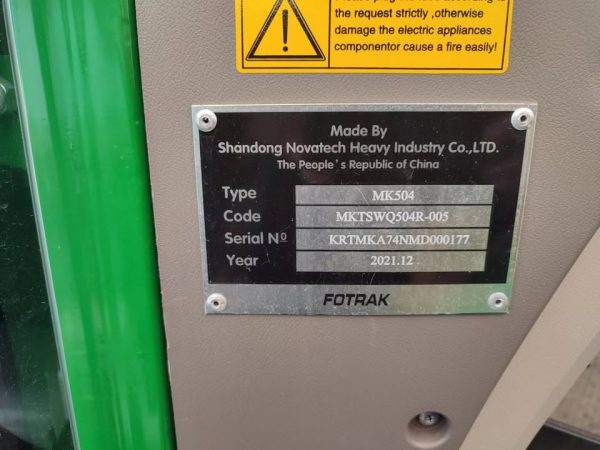 the request strictly ,otherwise
damage the electric appliances
componentor cause a fire easily!
Made By
Shandong Novatech Heavy Industry Co.,LTD.
The People's Republic of China
Type MK504
Code MKTSWQ504R-005
Serial Nº KRTMKA74NMD000177
Year 2021.12
FOTRAK